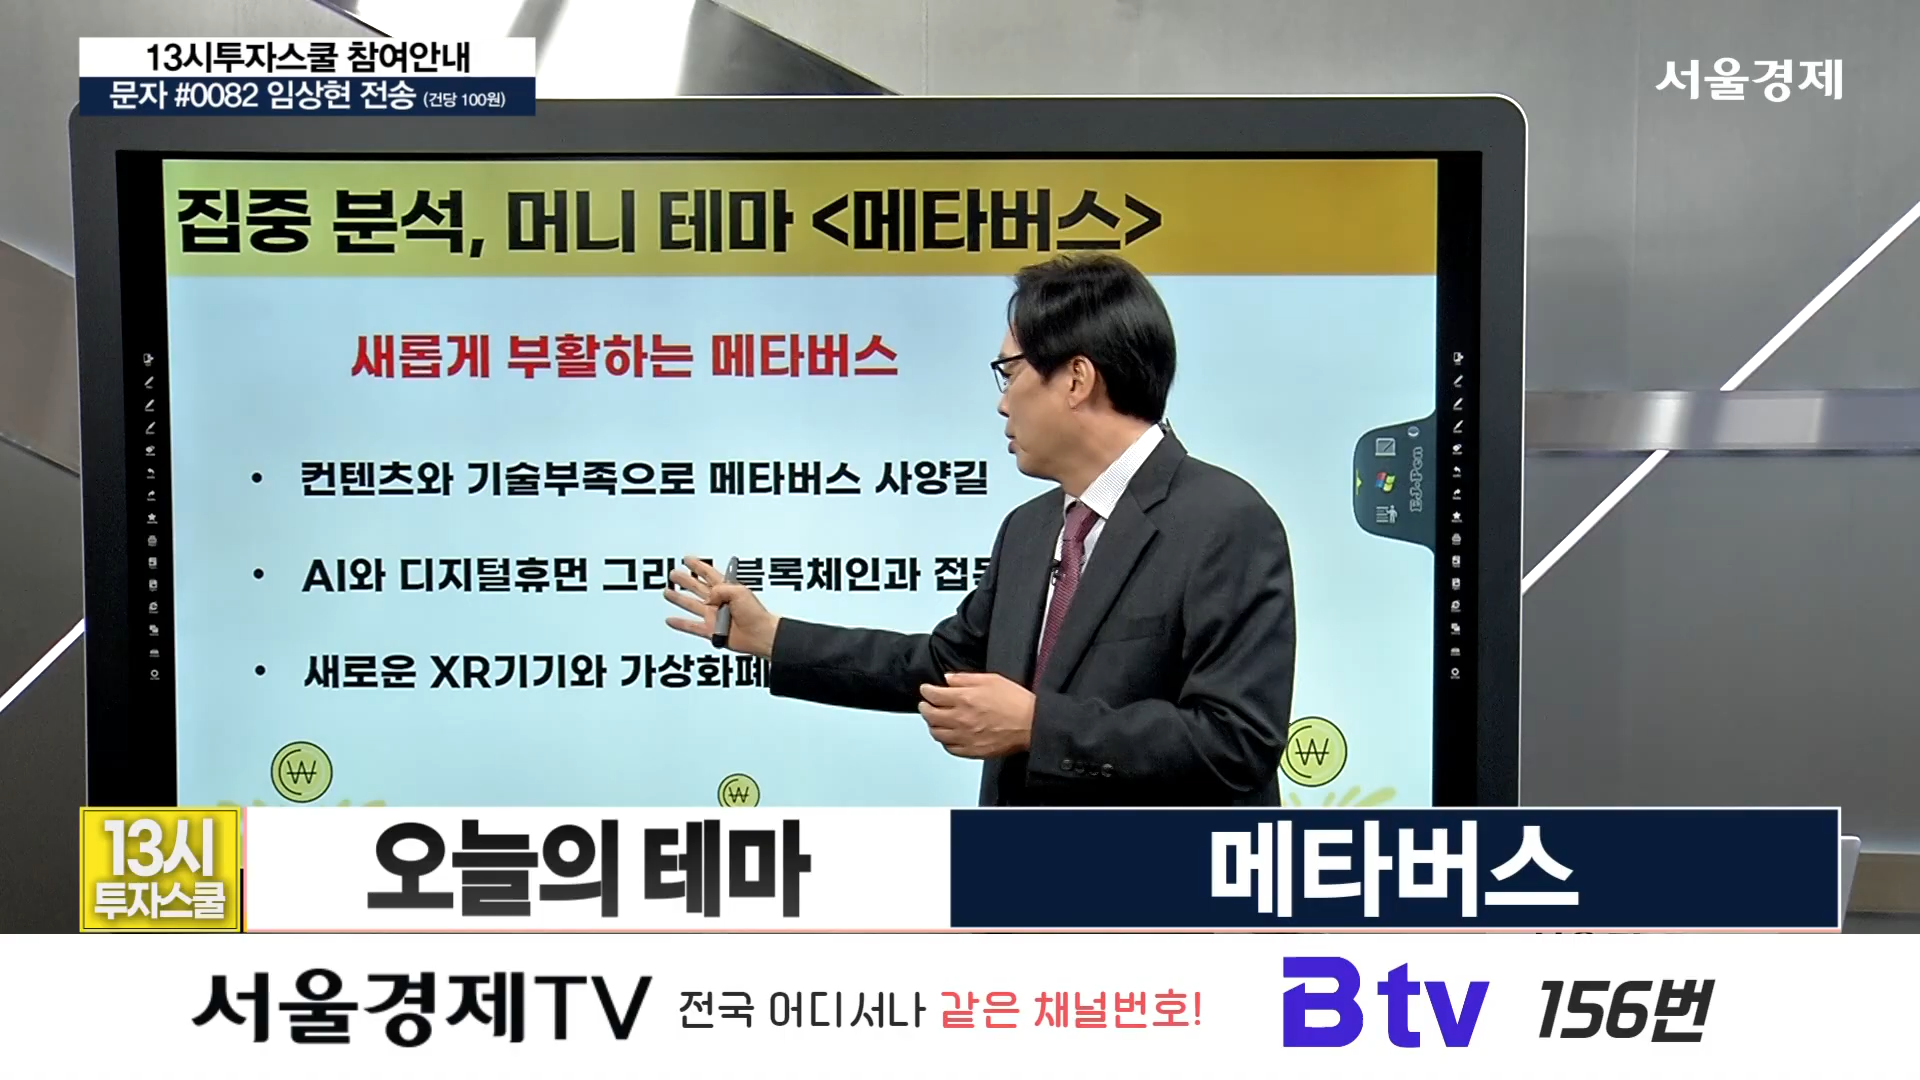 13시투자스쿨 참여안내
문자 #0082 임상현 전송 (건당 100원)
서울경제
집중 분석, 머니 테마 <메타버스>
새롭게 부활하는 메타버스
• 컨텐츠와 기술부족으로 메타버스 사양길
• AI와 디지털휴먼 그리고 블록체인과
• 새로운 XR기기와 가상화폐
EJ-Pen
13시
투자스쿨
오늘의 테마
메타버스
서울경제TV 전국 어디서나 같은 채널번호! B tv 156번